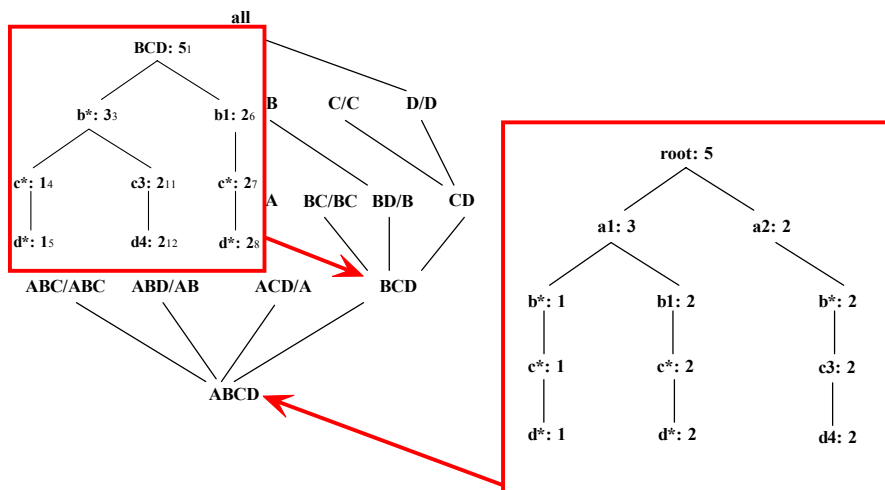 all
BCD: 51
b*: 33 b1: 26
B C/C D/D
c*: 14 c3: 211 c*: 27
A BC/BC BD/B CD
d*: 15 d4: 212 d*: 28
ABC/ABC ABD/AB ACD/A BCD
ABCD
root: 5
a1: 3 a2: 2
b*: 1 b1: 2 b*: 2
c*: 1 c*: 2 c3: 2
d*: 1 d*: 2 d4: 2